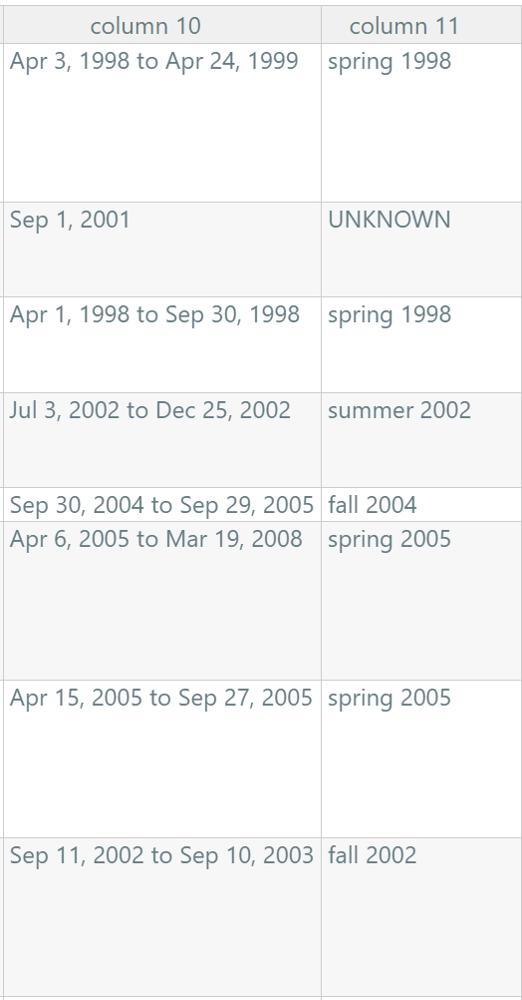 column 10 column 11
Apr 3, 1998 to Apr 24, 1999 spring 1998
Sep 1, 2001 UNKNOWN
Apr 1, 1998 to Sep 30, 1998 spring 1998
Jul 3, 2002 to Dec 25, 2002 summer 2002
Sep 30, 2004 to Sep 29, 2005 fall 2004
Apr 6, 2005 to Mar 19, 2008 spring 2005
Apr 15, 2005 to Sep 27, 2005 spring 2005
Sep 11, 2002 to Sep 10, 2003 fall 2002